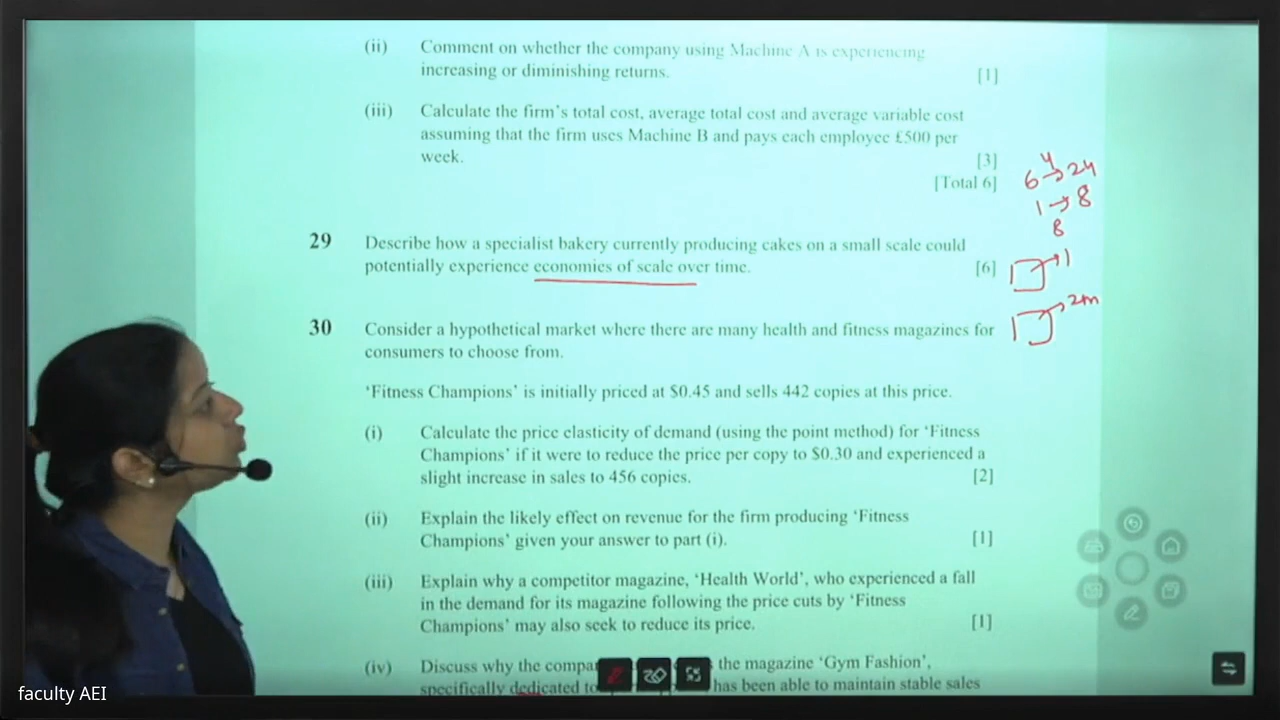 (ii) Comment on whether the company using Machine A is experiencing
increasing or diminishing returns. [1]
(iii) Calculate the firm's total cost, average total cost and average variable cost
assuming that the firm uses Machine B and pays each employee £500 per
week. [3]
[Total 6]
4
6 → 24
1 → 8
8
29 Describe how a specialist bakery currently producing cakes on a small scale could
potentially experience economies of scale over time. [6]
1
2m
30 Consider a hypothetical market where there are many health and fitness magazines for
consumers to choose from.
'Fitness Champions' is initially priced at $0.45 and sells 442 copies at this price.
(i) Calculate the price elasticity of demand (using the point method) for 'Fitness
Champions' if it were to reduce the price per copy to $0.30 and experienced a
slight increase in sales to 456 copies. [2]
(ii) Explain the likely effect on revenue for the firm producing 'Fitness
Champions' given your answer to part (i). [1]
(iii) Explain why a competitor magazine, 'Health World', who experienced a fall
in the demand for its magazine following the price cuts by 'Fitness
Champions' may also seek to reduce its price. [1]
(iv) Discuss why the the magazine 'Gym Fashion',
specifically dedicated has been able to maintain stable sales
faculty AEI